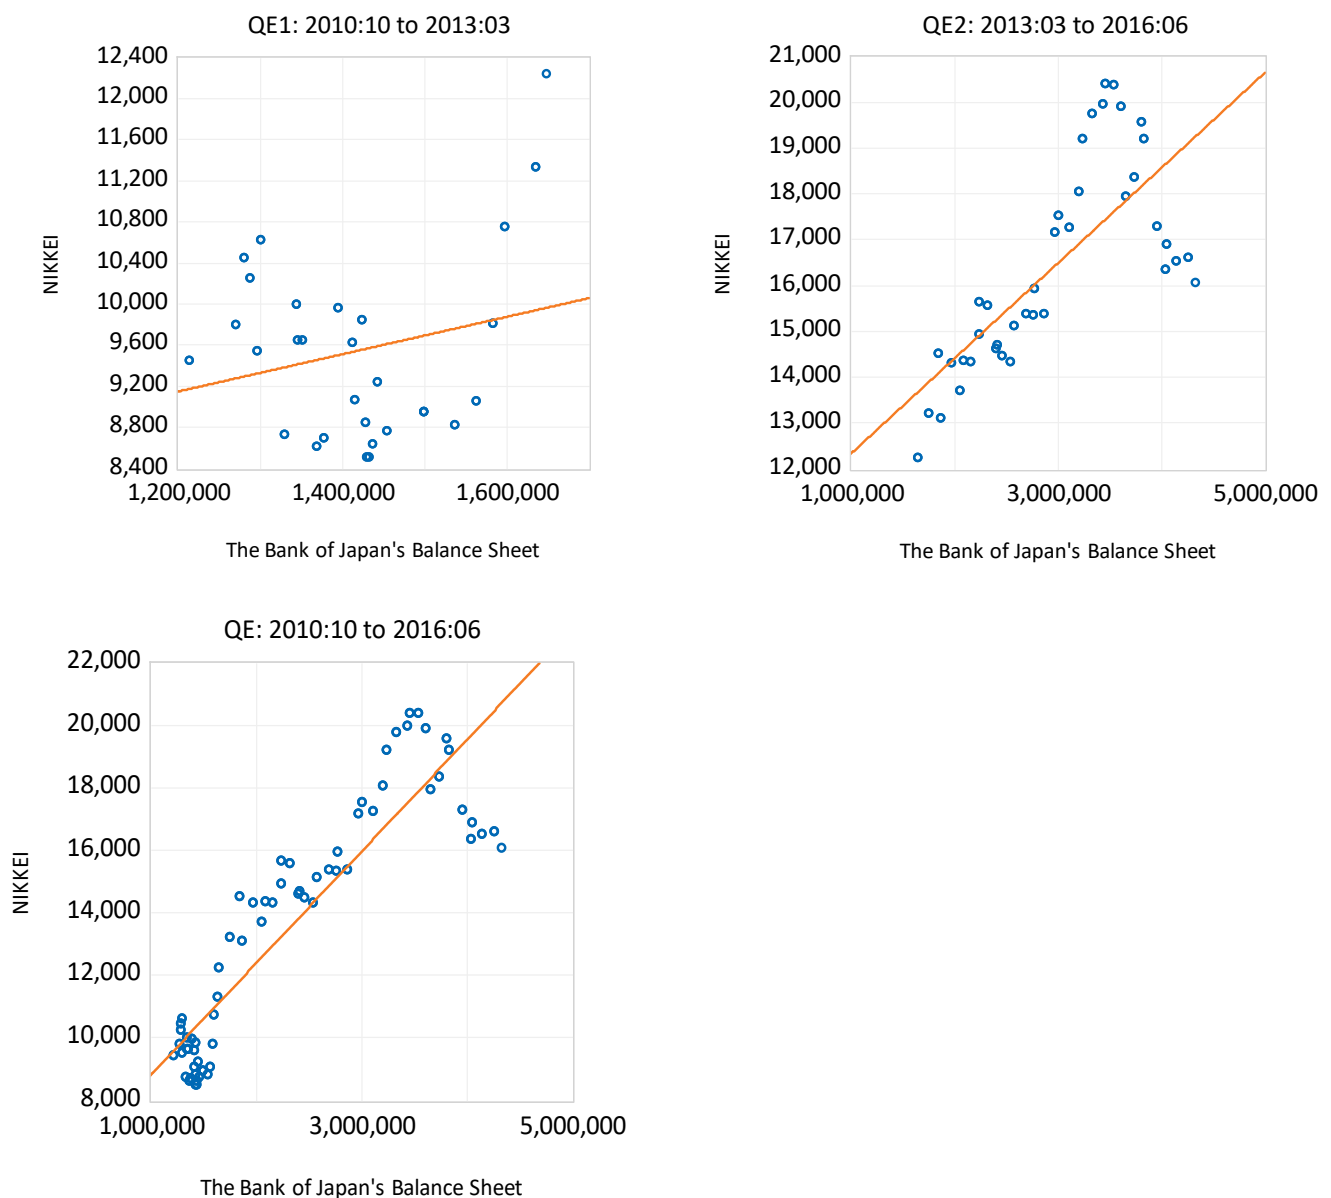 QE1: 2010:10 to 2013:03
12,400
12,000
11,600
11,200
10,800
10,400
10,000
9,600
9,200
8,800
8,400
NIKKEI
1,200,000 1,400,000 1,600,000
The Bank of Japan's Balance Sheet
QE2: 2013:03 to 2016:06
21,000
20,000
19,000
18,000
17,000
16,000
15,000
14,000
13,000
12,000
NIKKEI
1,000,000 3,000,000 5,000,000
The Bank of Japan's Balance Sheet
QE: 2010:10 to 2016:06
22,000
20,000
18,000
16,000
14,000
12,000
10,000
8,000
NIKKEI
1,000,000 3,000,000 5,000,000
The Bank of Japan's Balance Sheet